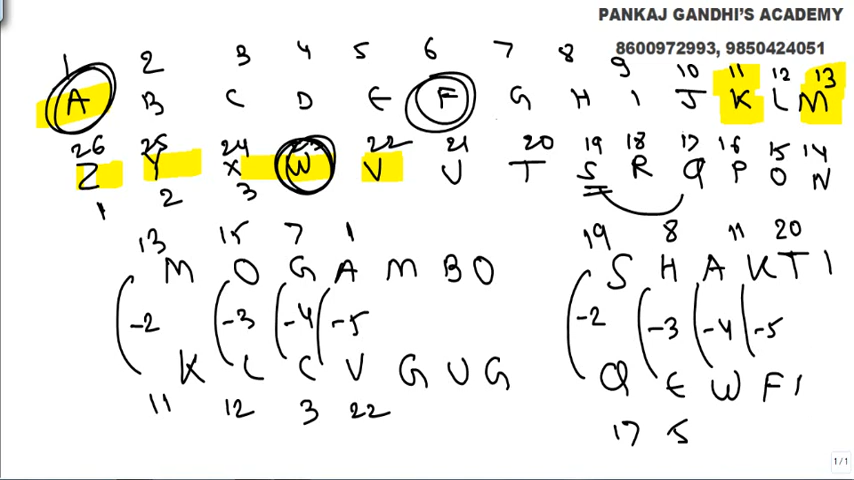 PANKAJ GANDHI'S ACADEMY
8600972993, 9850424051
1 2 3 4 5 6 7 8 9 10 11 12 13
A B C D E F G H I J K L M
26 25 24 23 22 21 20 19 18 17 16 15 14
Z Y X W V U T S R Q P O N
1 2 3
13 15 7 1 19 8 11 20
M O G A M B O S H A K T I
-2 -3 -4 -5 -2 -3 -4 -5
K L C V G U G Q E W F I
11 12 3 22 17 5
1/1